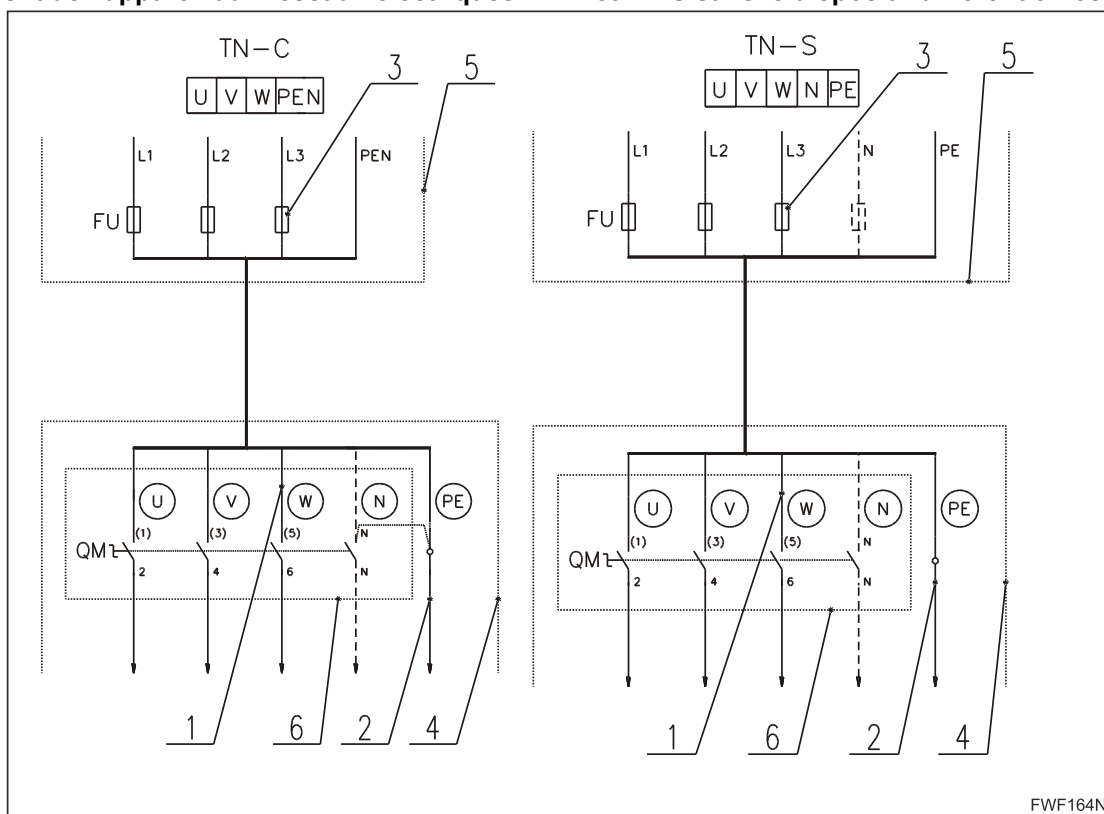 TN-C
U V W PEN
3
5
L1 L2 L3 PEN
FU
U V W N PE
(1) (3) (5) N
QM
2 4 6 N
1 6 2 4
TN-S
U V W N PE
3
5
L1 L2 L3 N PE
FU
U V W N PE
(1) (3) (5) N
QM
2 4 6 N
1 6 2 4
FWF164N